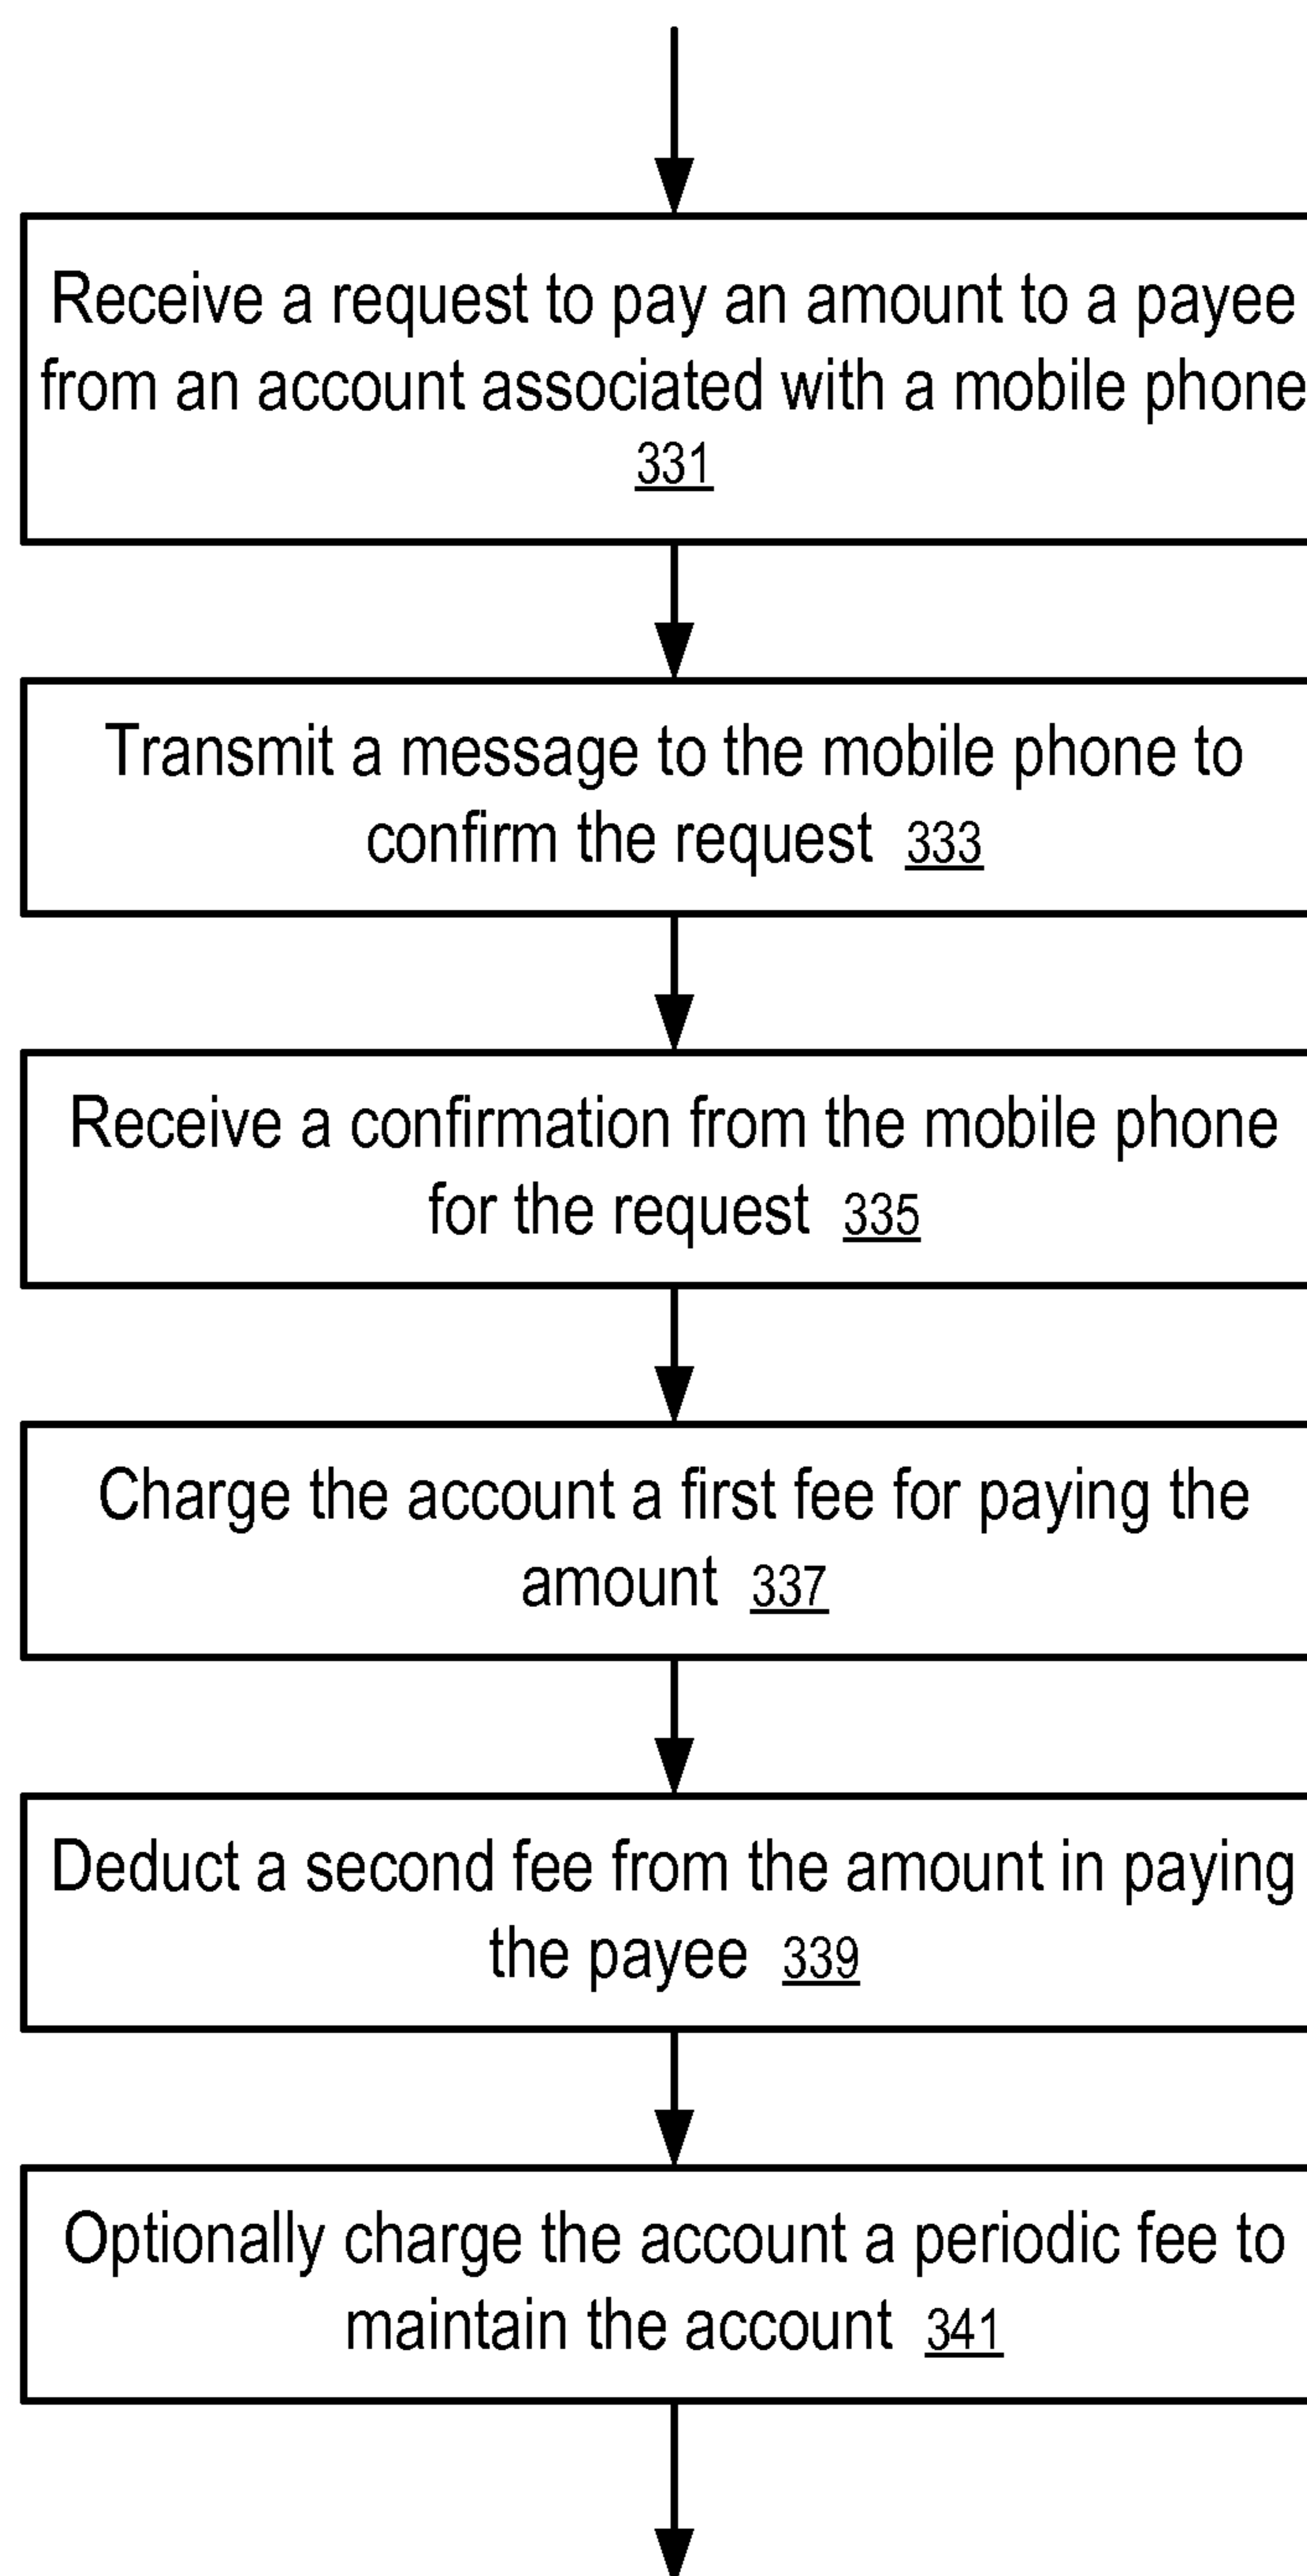 Receive a request to pay an amount to a payee
from an account associated with a mobile phone
331
Transmit a message to the mobile phone to
confirm the request 333
Receive a confirmation from the mobile phone
for the request 335
Charge the account a first fee for paying the
amount 337
Deduct a second fee from the amount in paying
the payee 339
Optionally charge the account a periodic fee to
maintain the account 341